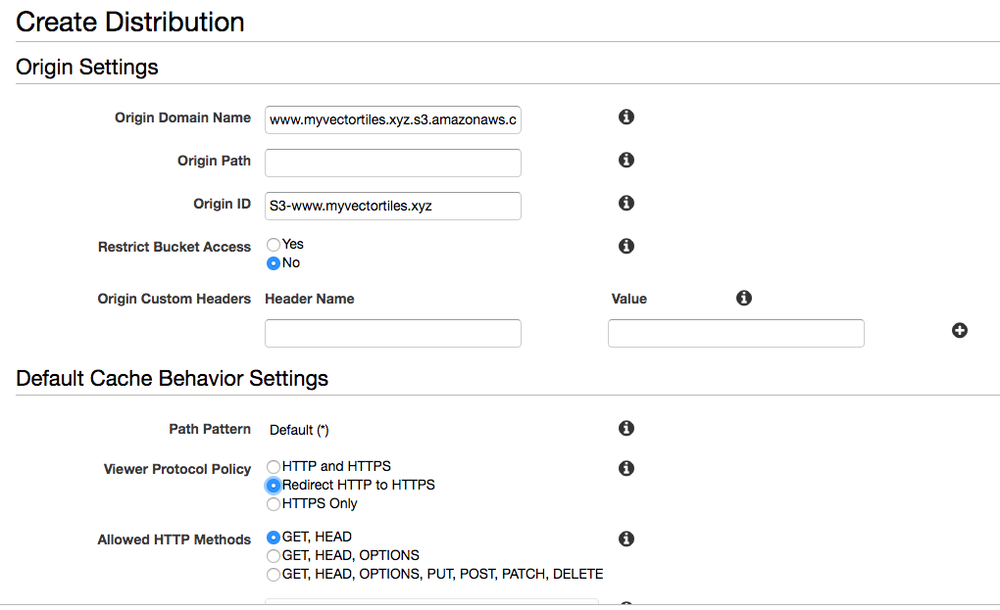 Create Distribution
Origin Settings
Origin Domain Name www.myvectortiles.xyz.s3.amazonaws.c
Origin Path
Origin ID S3-www.myvectortiles.xyz
Restrict Bucket Access Yes
No
Origin Custom Headers Header Name Value
Default Cache Behavior Settings
Path Pattern Default (*)
Viewer Protocol Policy HTTP and HTTPS
Redirect HTTP to HTTPS
HTTPS Only
Allowed HTTP Methods GET, HEAD
GET, HEAD, OPTIONS
GET, HEAD, OPTIONS, PUT, POST, PATCH, DELETE